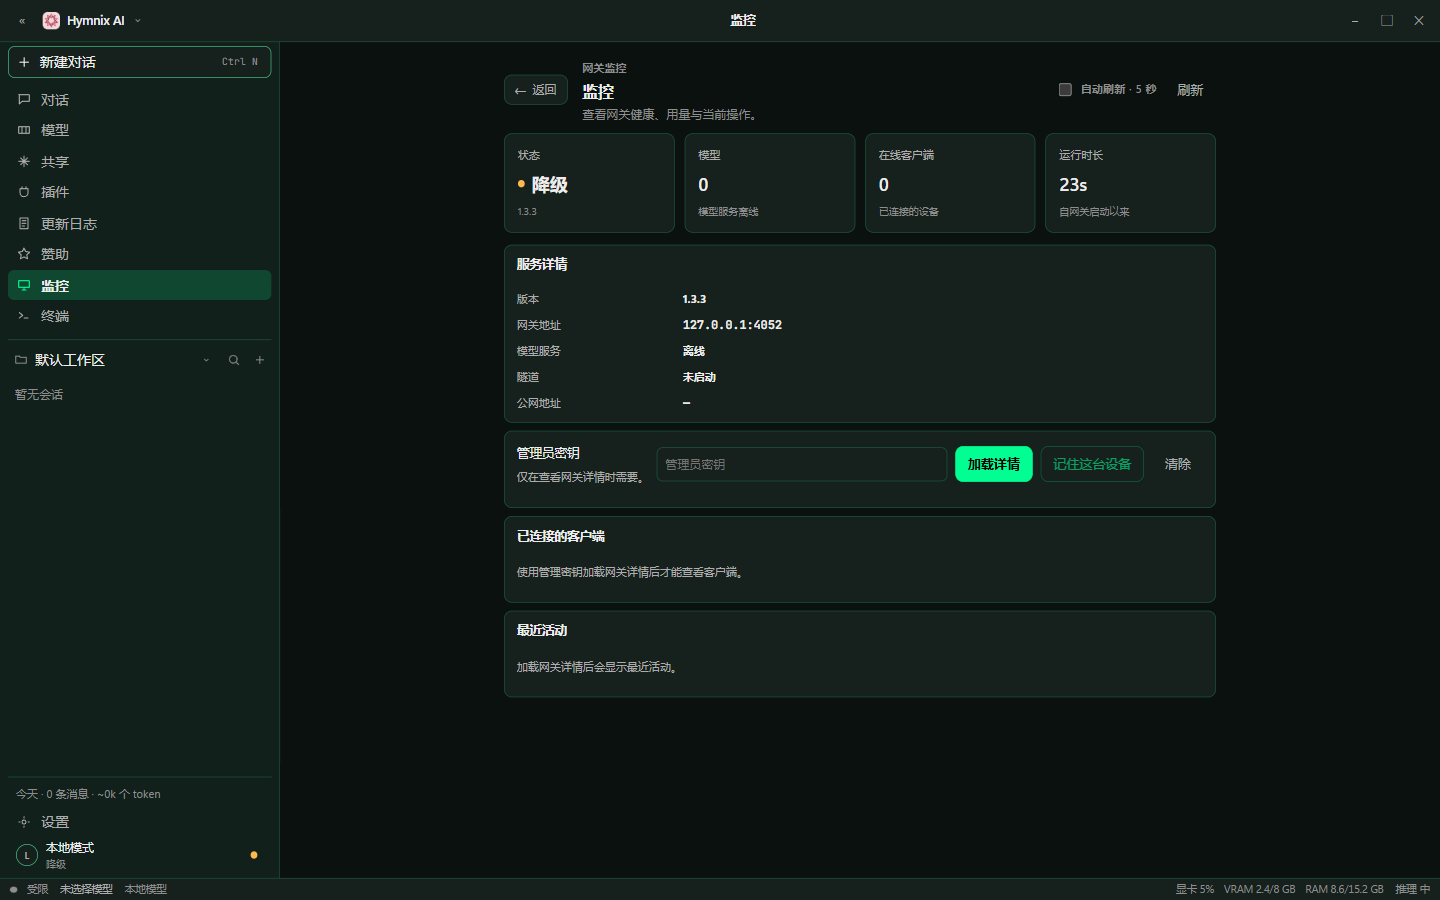 « Hymnix AI
监控
+ 新建对话 Ctrl N
对话
模型
共享
插件
更新日志
赞助
监控
终端
默认工作区
暂无会话
今天 · 0 条消息 · ~0k 个 token
设置
L 本地模式
降级
← 返回
网关监控
监控
查看网关健康、用量与当前操作。
自动刷新 · 5 秒 刷新
状态
降级
1.3.3
模型
0
模型服务离线
在线客户端
0
已连接的设备
运行时长
23s
自网关启动以来
服务详情
版本 1.3.3
网关地址 127.0.0.1:4052
模型服务 离线
隧道 未启动
公网地址 —
管理员密钥
仅在查看网关详情时需要。
管理员密钥 加载详情 记住这台设备 清除
已连接的客户端
使用管理密钥加载网关详情后才能查看客户端。
最近活动
加载网关详情后会显示最近活动。
受限 未选择模型 本地模型
显卡 5% VRAM 2.4/8 GB RAM 8.6/15.2 GB 推理 中